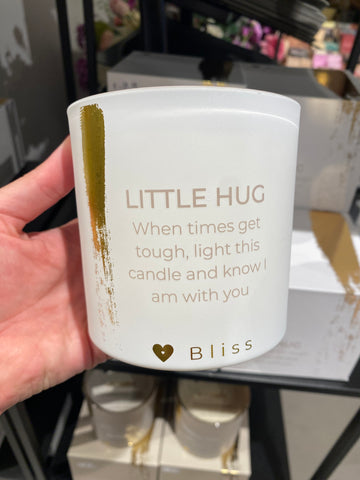 LITTLE HUG
When times get
tough, light this
candle and know I
am with you
Bliss